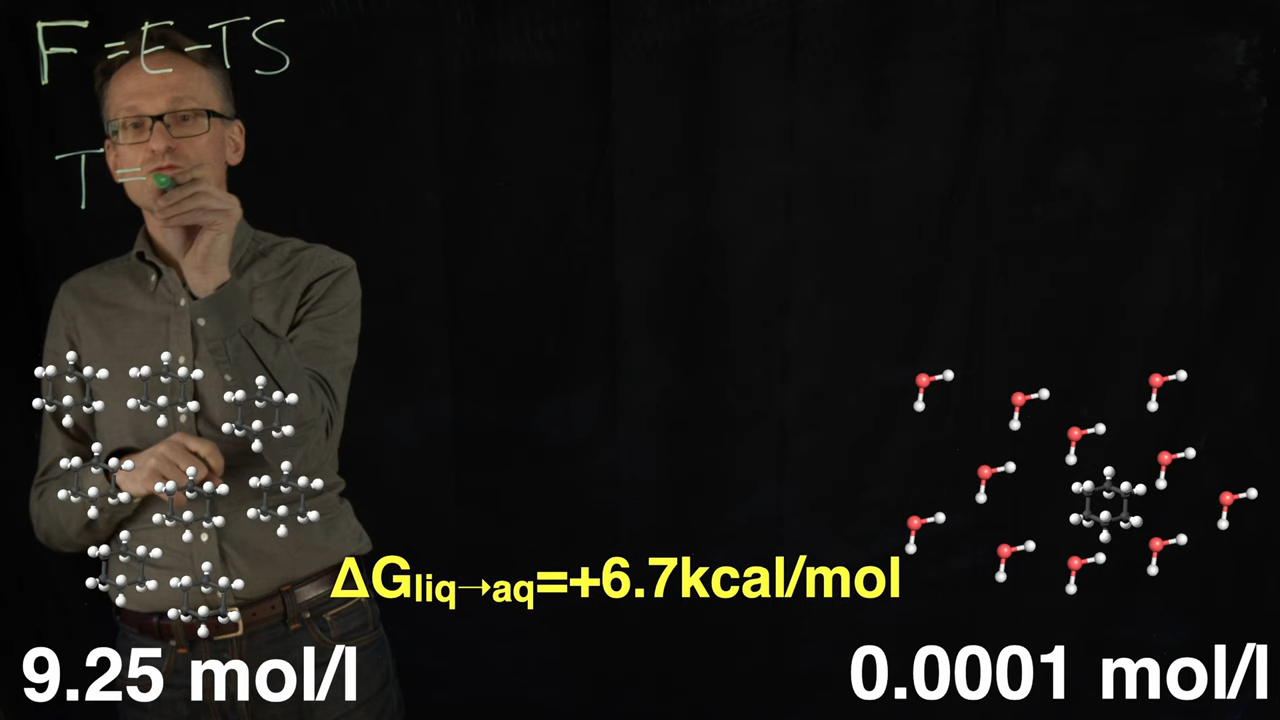 F = E - TS
T =
ΔGliq→aq=+6.7kcal/mol
9.25 mol/l
0.0001 mol/l